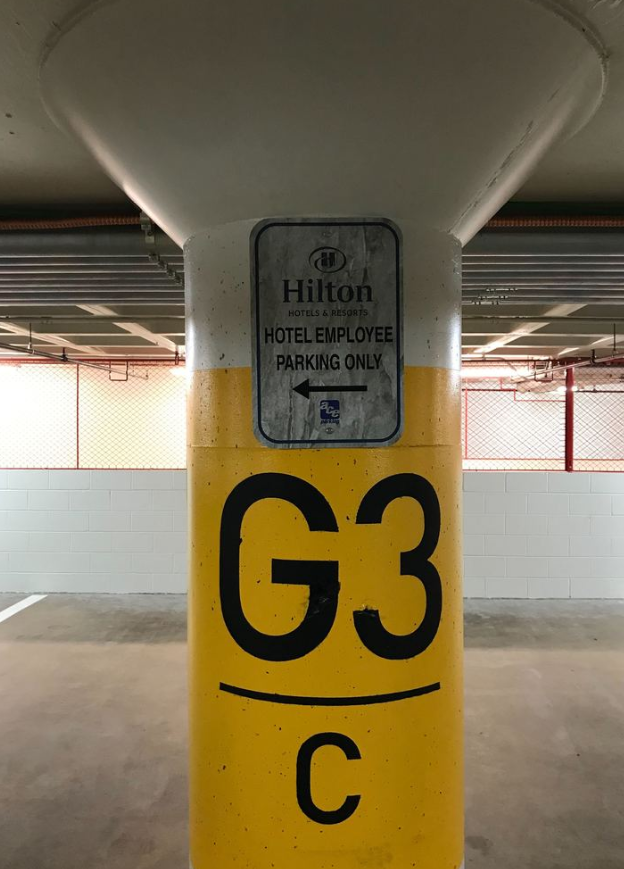 Hilton
HOTELS & RESORTS
HOTEL EMPLOYEE
PARKING ONLY
G3
C